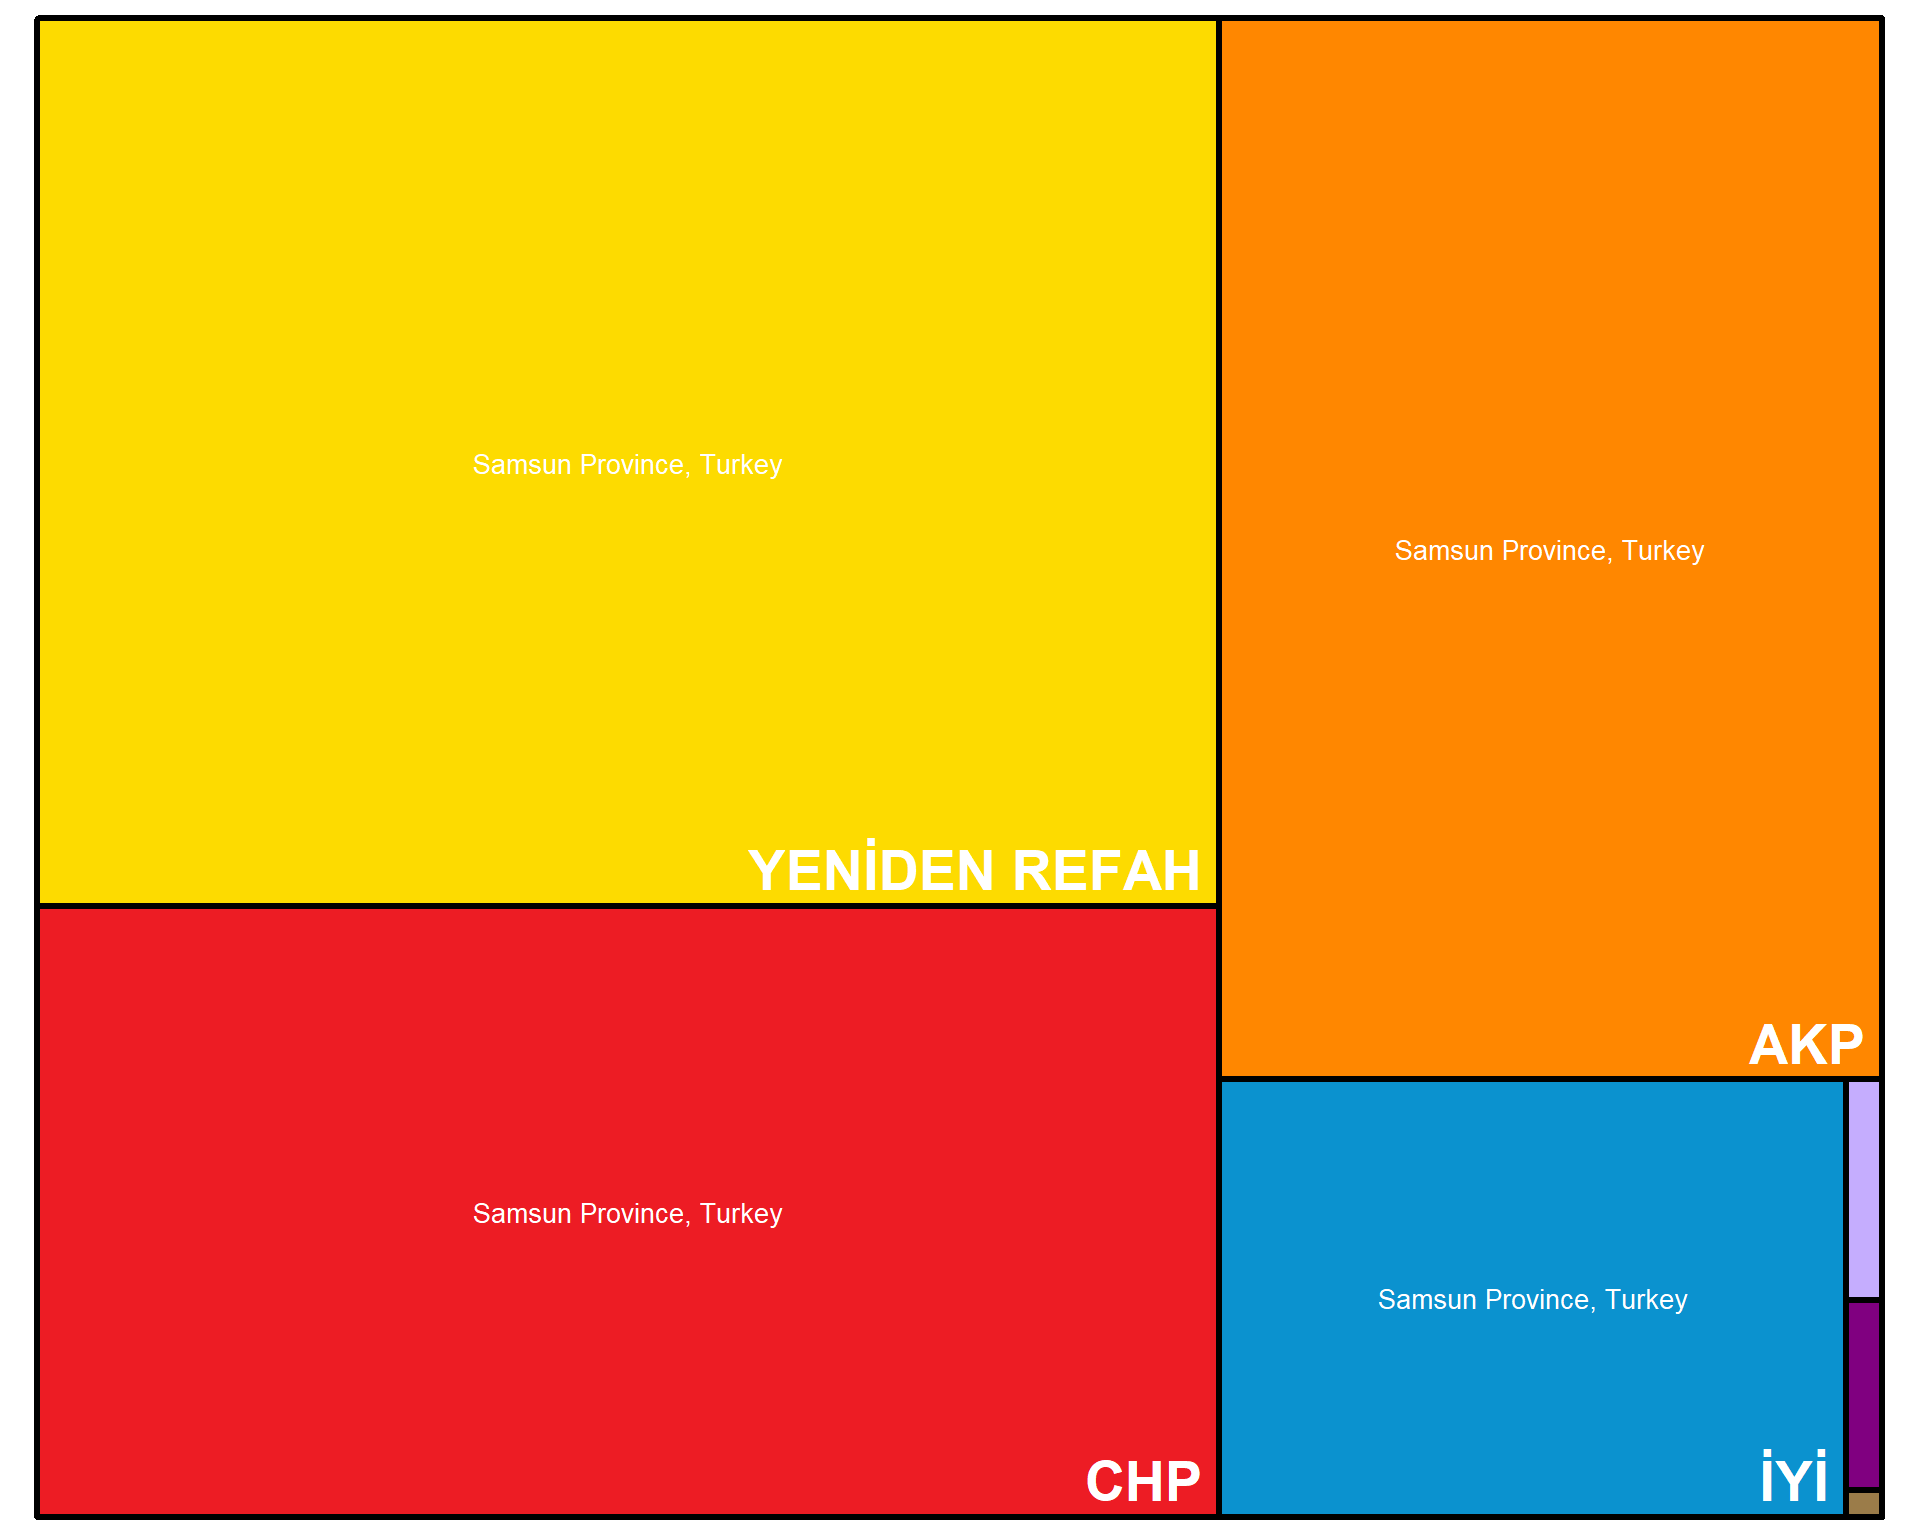 Samsun Province, Turkey
YENİDEN REFAH
Samsun Province, Turkey
AKP
Samsun Province, Turkey
CHP
Samsun Province, Turkey
İYİ